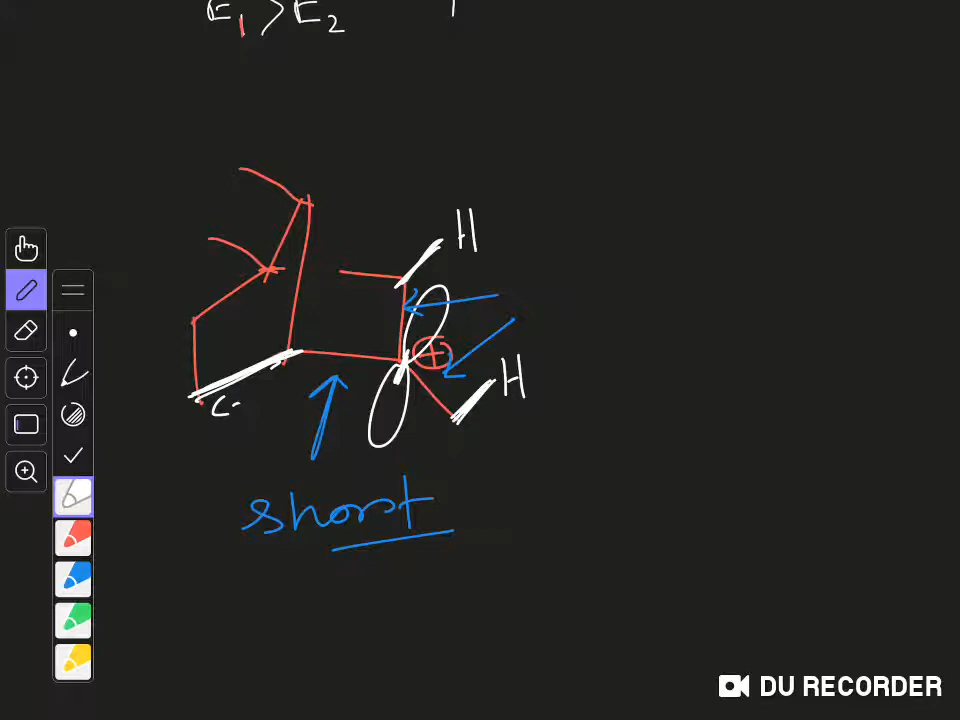 E1 > E2
H
⊕
H
C-
short
DU RECORDER